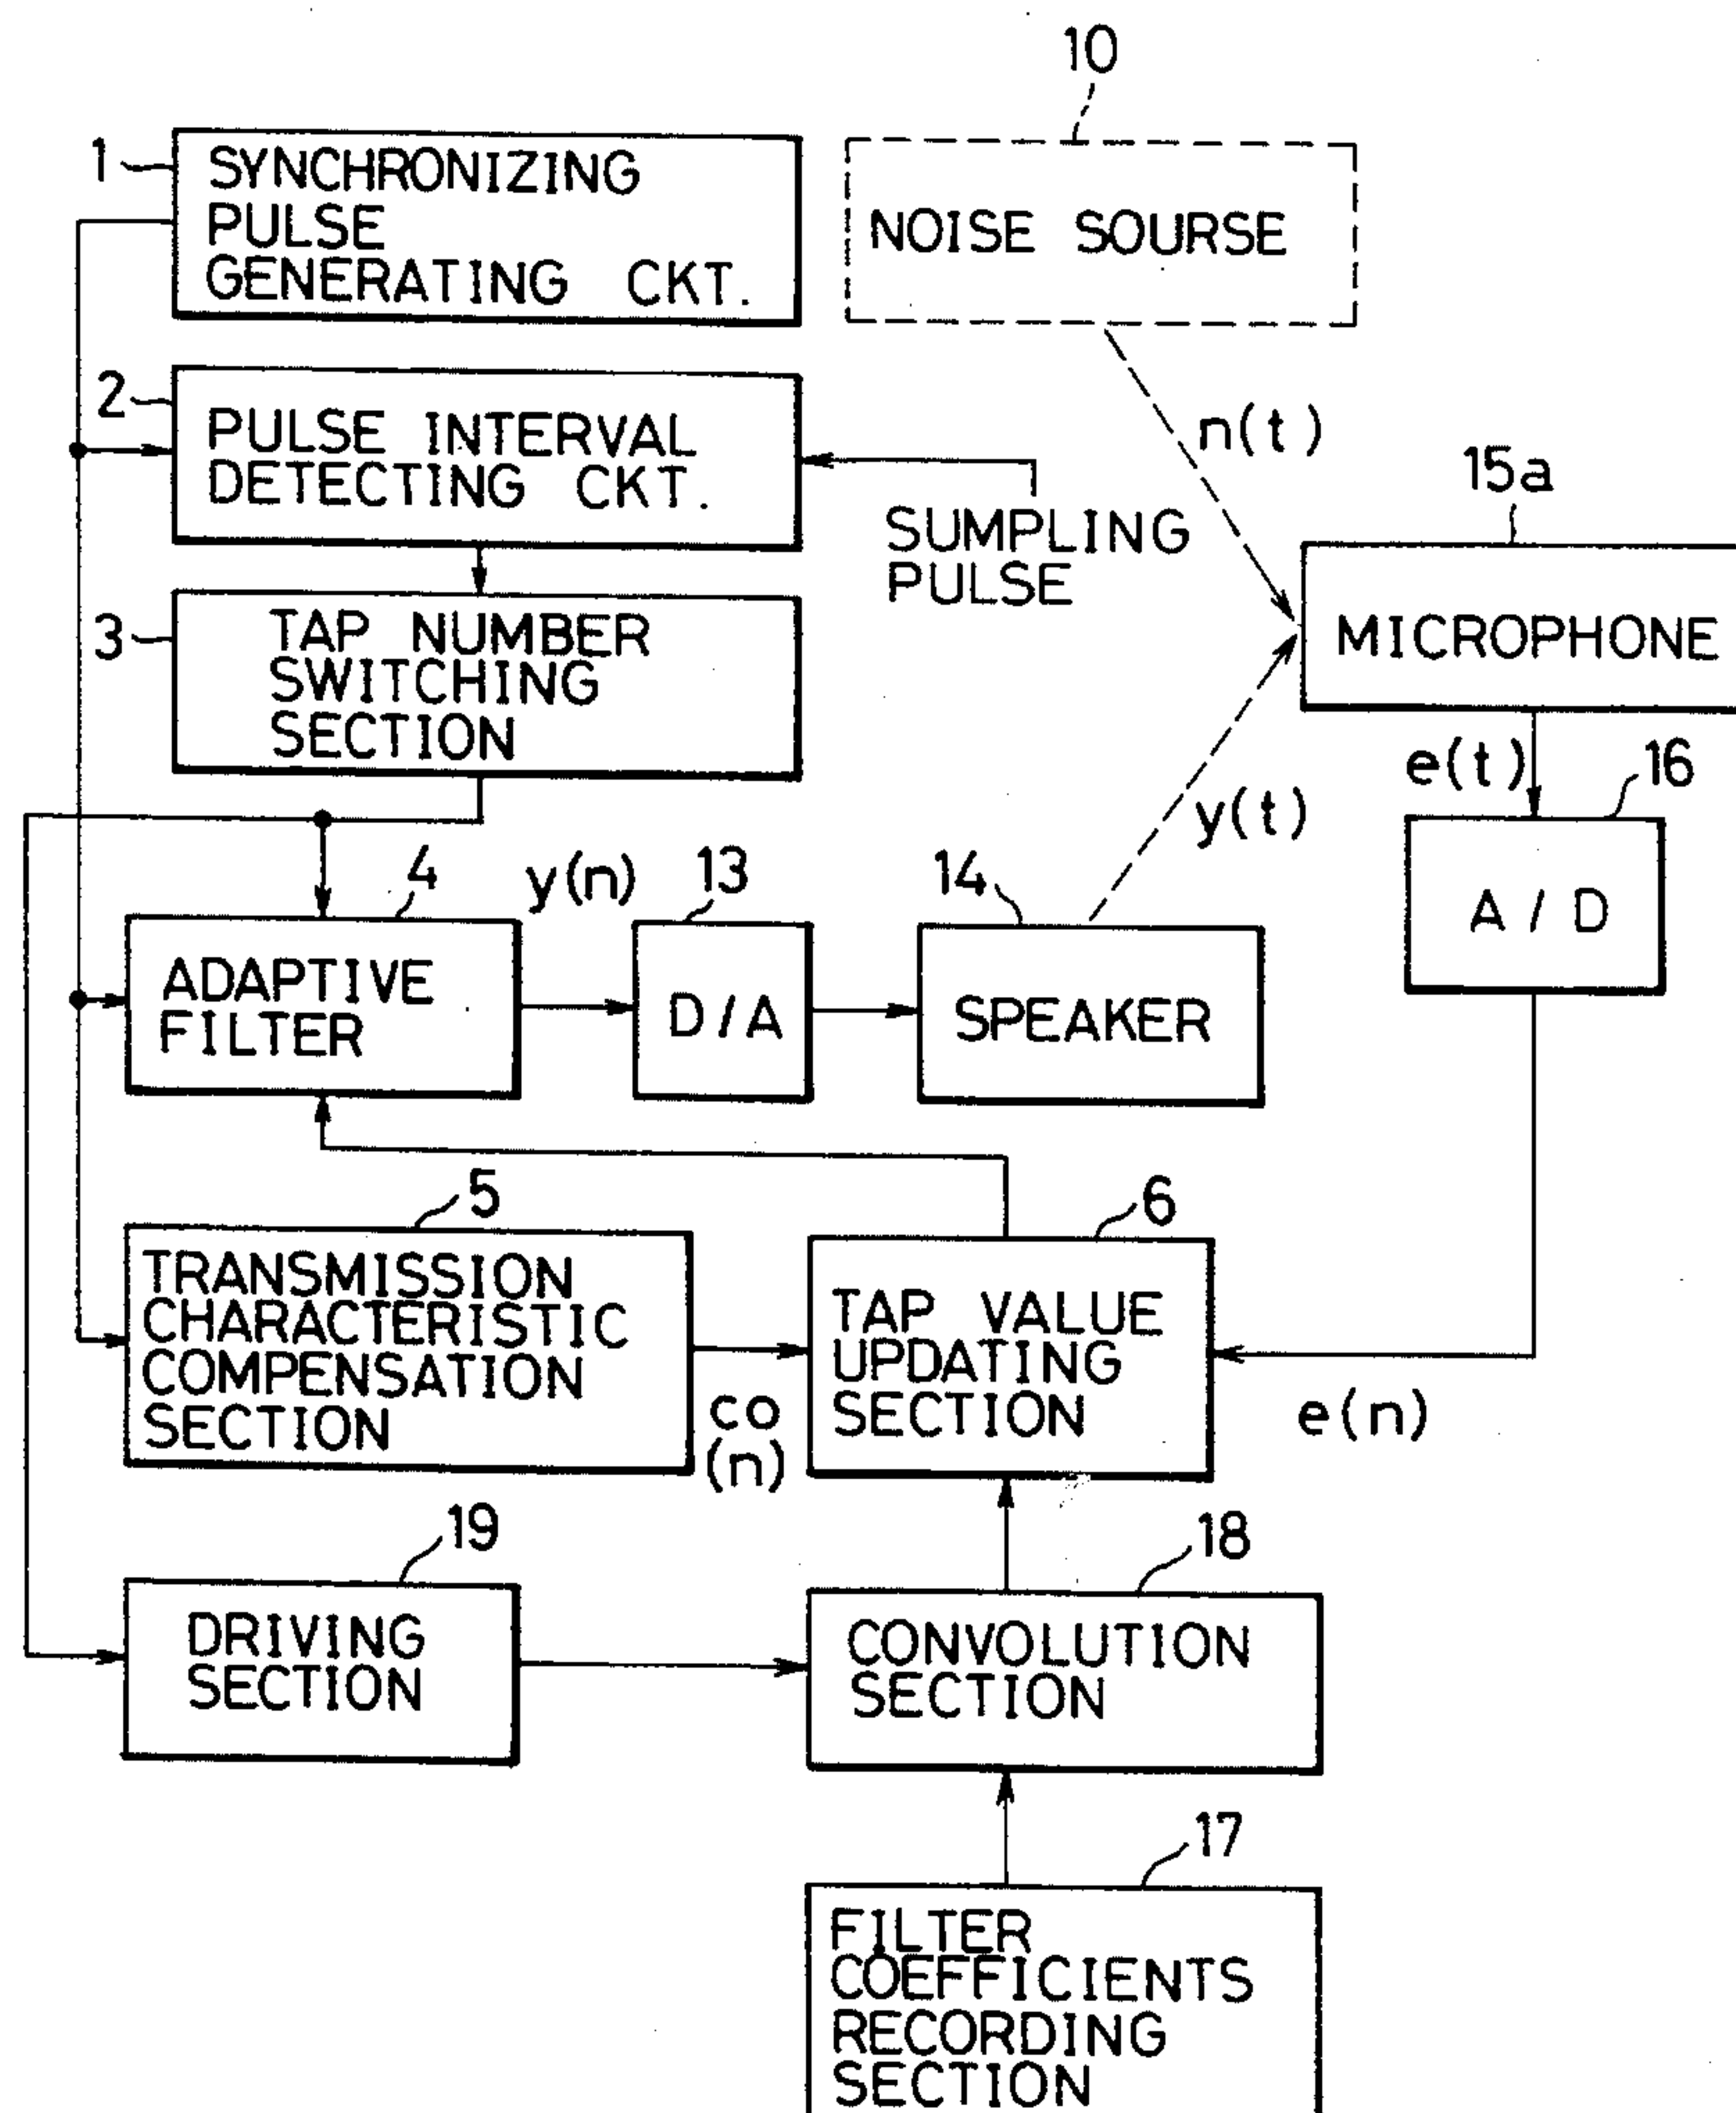 10
1
SYNCHRONIZING
PULSE
GENERATING CKT.
NOISE SOURSE
2
PULSE INTERVAL
DETECTING CKT.
n(t)
SUMPLING
PULSE
15a
MICROPHONE
3
TAP NUMBER
SWITCHING
SECTION
e(t)
16
y(t)
A/D
4
y(n)
13
14
ADAPTIVE
FILTER
D/A
SPEAKER
5
TRANSMISSION
CHARACTERISTIC
COMPENSATION
SECTION
co
(n)
6
TAP VALUE
UPDATING
SECTION
e(n)
19
DRIVING
SECTION
18
CONVOLUTION
SECTION
17
FILTER
COEFFICIENTS
RECORDING
SECTION